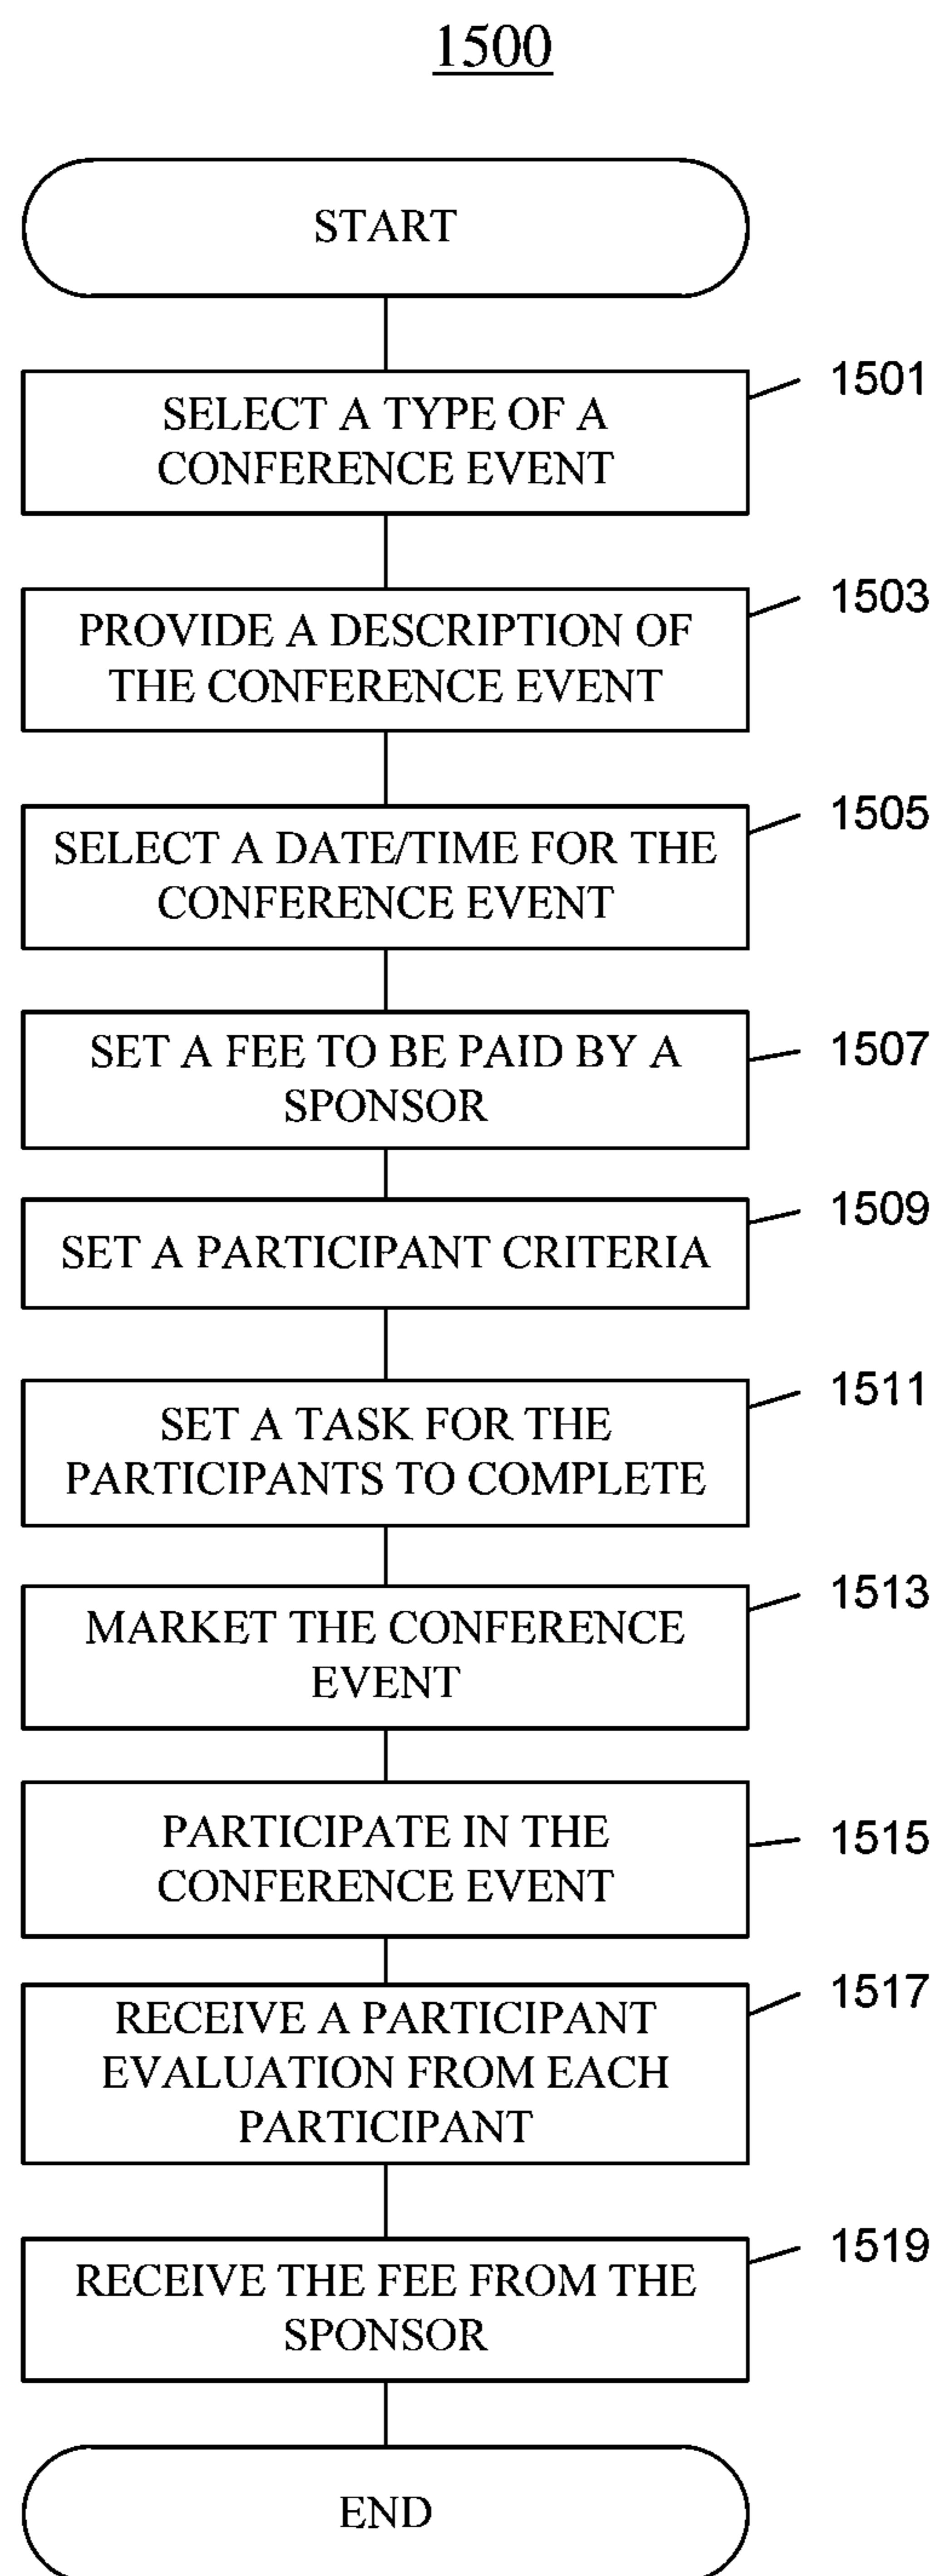 1500
START
SELECT A TYPE OF A
CONFERENCE EVENT
1501
PROVIDE A DESCRIPTION OF
THE CONFERENCE EVENT
1503
SELECT A DATE/TIME FOR THE
CONFERENCE EVENT
1505
SET A FEE TO BE PAID BY A
SPONSOR
1507
SET A PARTICIPANT CRITERIA
1509
SET A TASK FOR THE
PARTICIPANTS TO COMPLETE
1511
MARKET THE CONFERENCE
EVENT
1513
PARTICIPATE IN THE
CONFERENCE EVENT
1515
RECEIVE A PARTICIPANT
EVALUATION FROM EACH
PARTICIPANT
1517
RECEIVE THE FEE FROM THE
SPONSOR
1519
END